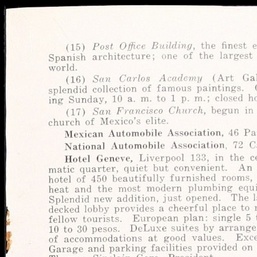 (15) Post Office Building, the finest e
Spanish architecture; one of the largest
world.
(16) San Carlos Academy (Art Gal
splendid collection of famous paintings. O
ing Sunday, 10 a. m. to 1 p. m.; closed ho
(17) San Francisco Church, begun in
church of Mexico's elite.
Mexican Automobile Association, 46 Pa
National Automobile Association, 72 C
Hotel Geneve, Liverpool 133, in the ce
matic quarter, quiet but convenient. An
hotel of 450 beautifully furnished rooms,
heat and the most modern plumbing equi
Splendid new addition, just opened. The l
decked lobby provides a cheerful place to r
fellow tourists. European plan: single 5 t
10 to 30 pesos. DeLuxe suites by arrange
of accommodations at good values. Exce
Garage and parking facilities provided on